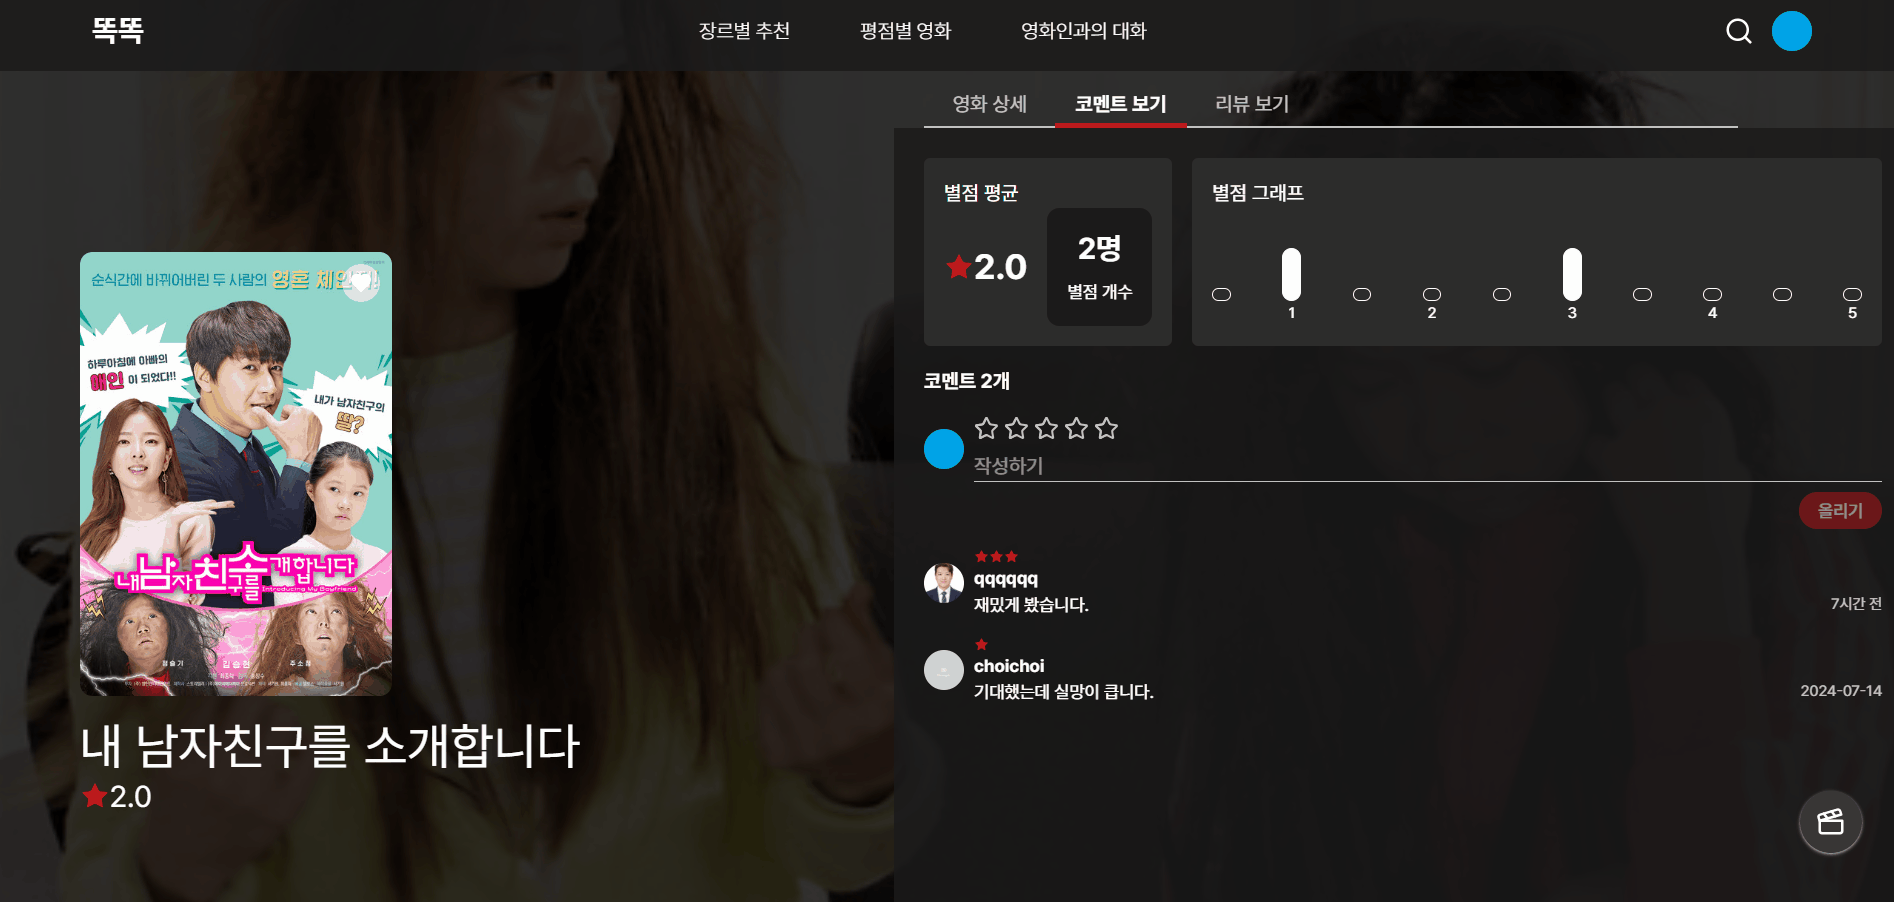 똑똑
장르별 추천
평점별 영화
영화인과의 대화
영화 상세
코멘트 보기
리뷰 보기
별점 평균
2.0
2명
별점 개수
별점 그래프
1
2
3
4
5
코멘트 2개
작성하기
올리기
qqqqqq
재밌게 봤습니다.
7시간 전
choichoi
기대했는데 실망이 큽니다.
2024-07-14
순식간에 바뀌어버린 두 사람의 영혼
하루아침에 아빠의
애인이 되었다!!
내가 남자친구의
딸?
내 남자친구를 소개합니다
Introducing My Boyfriend
김승현
주소정
내 남자친구를 소개합니다
2.0